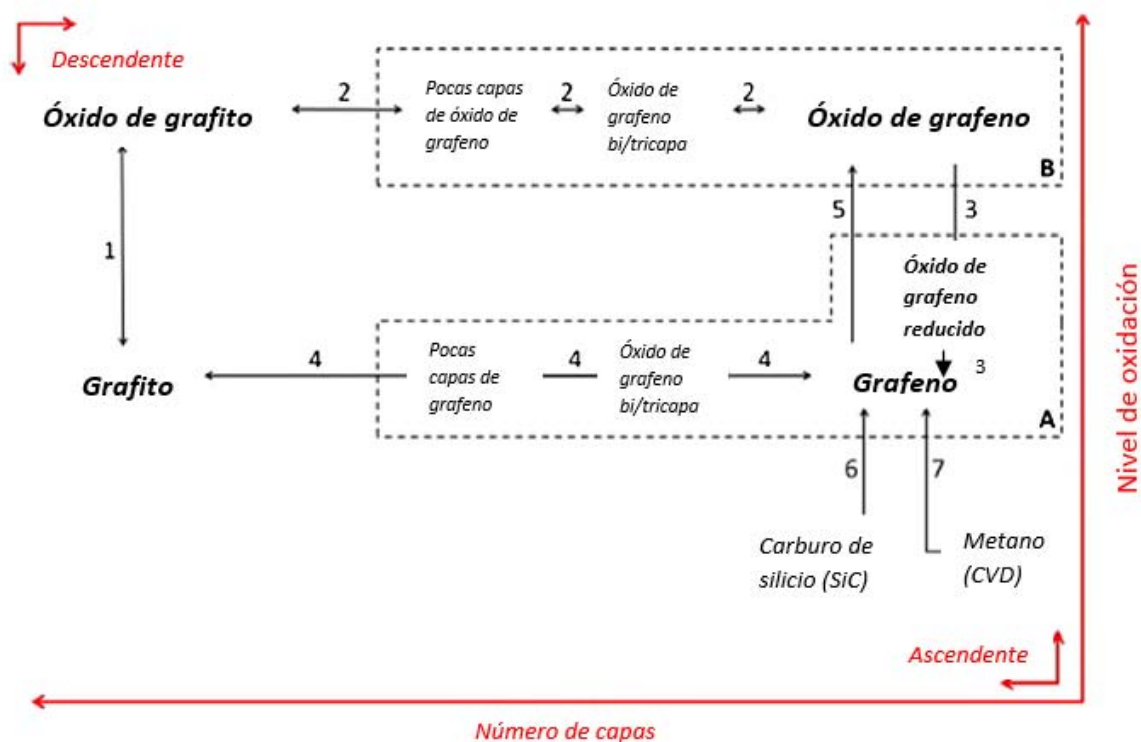 Descendente
Óxido de grafito
2
Pocas capas
de óxido de
grafeno
2
Óxido de
grafeno
bi/tricapa
2
Óxido de grafeno
B
1
5
3
Óxido de
grafeno
reducido
3
Grafito
4
Pocas
capas de
grafeno
4
Óxido de
grafeno
bi/tricapa
4
Grafeno
A
6
7
Carburo de
silicio (SiC)
Metano
(CVD)
Ascendente
Número de capas
Nivel de oxidación